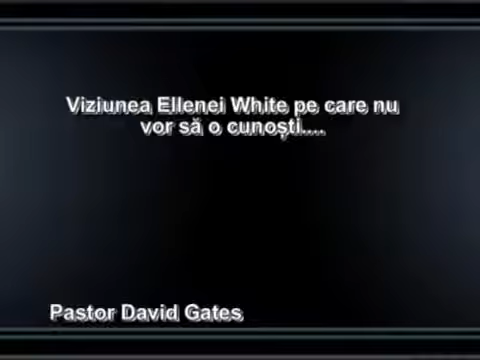 Viziunea Ellenei White pe care nu
vor să o cunoști....
Pastor David Gates